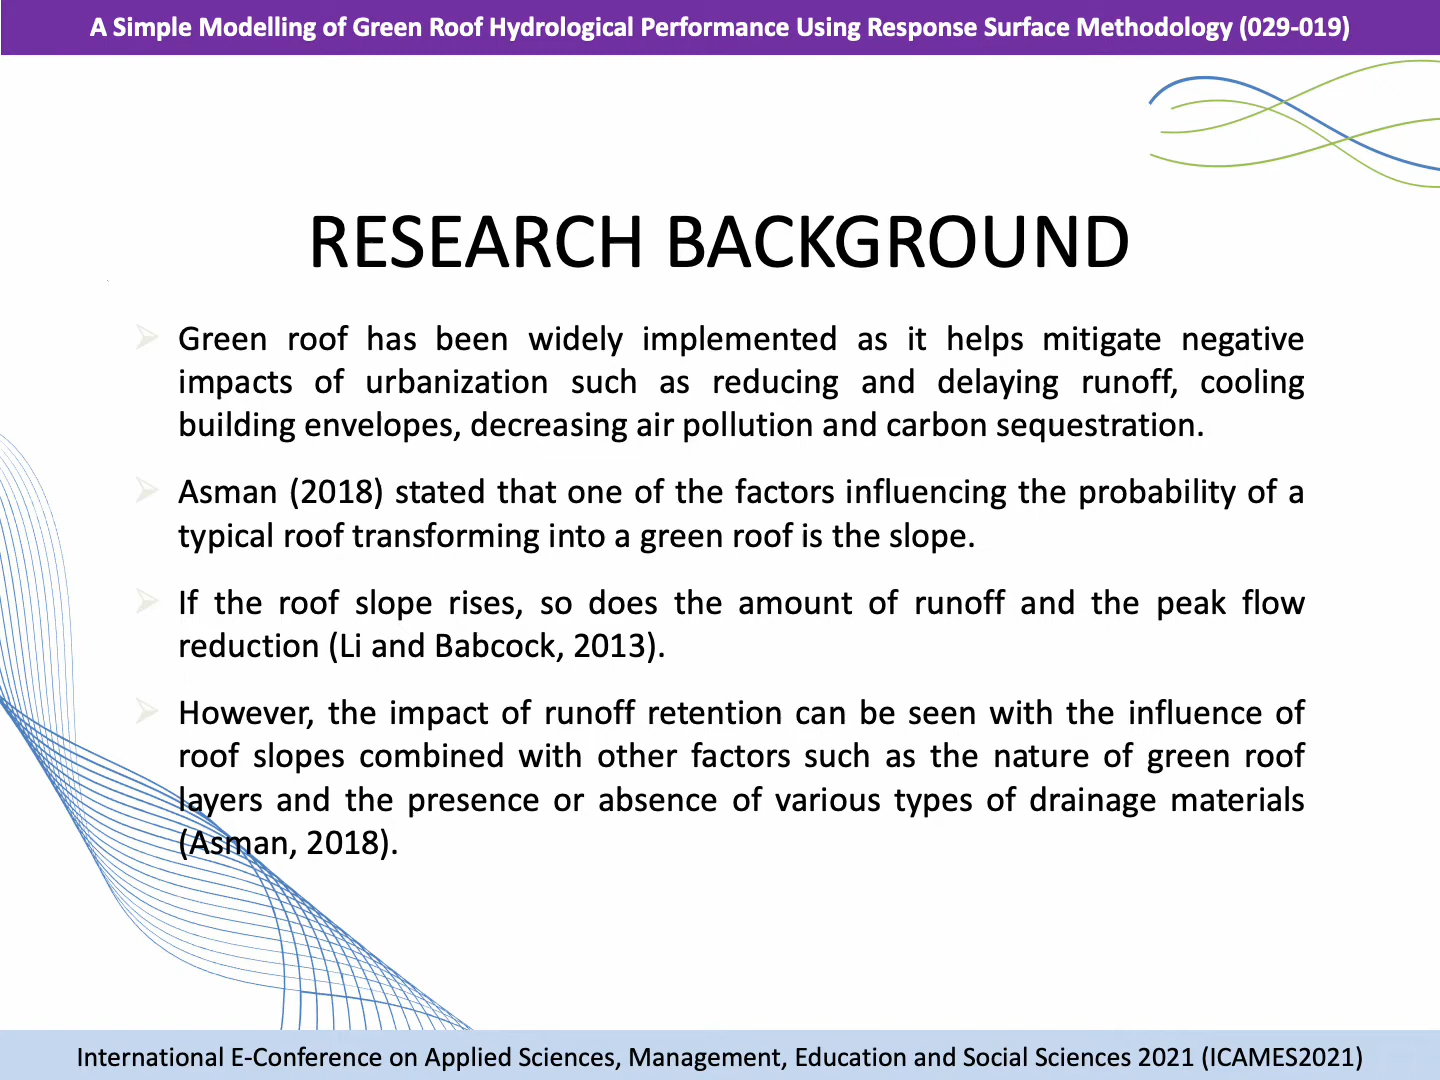 A Simple Modelling of Green Roof Hydrological Performance Using Response Surface Methodology (029-019)
RESEARCH BACKGROUND
Green roof has been widely implemented as it helps mitigate negative
impacts of urbanization such as reducing and delaying runoff, cooling
building envelopes, decreasing air pollution and carbon sequestration.
Asman (2018) stated that one of the factors influencing the probability of a
typical roof transforming into a green roof is the slope.
If the roof slope rises, so does the amount of runoff and the peak flow
reduction (Li and Babcock, 2013).
However, the impact of runoff retention can be seen with the influence of
roof slopes combined with other factors such as the nature of green roof
layers and the presence or absence of various types of drainage materials
(Asman, 2018).
International E-Conference on Applied Sciences, Management, Education and Social Sciences 2021 (ICAMES2021)